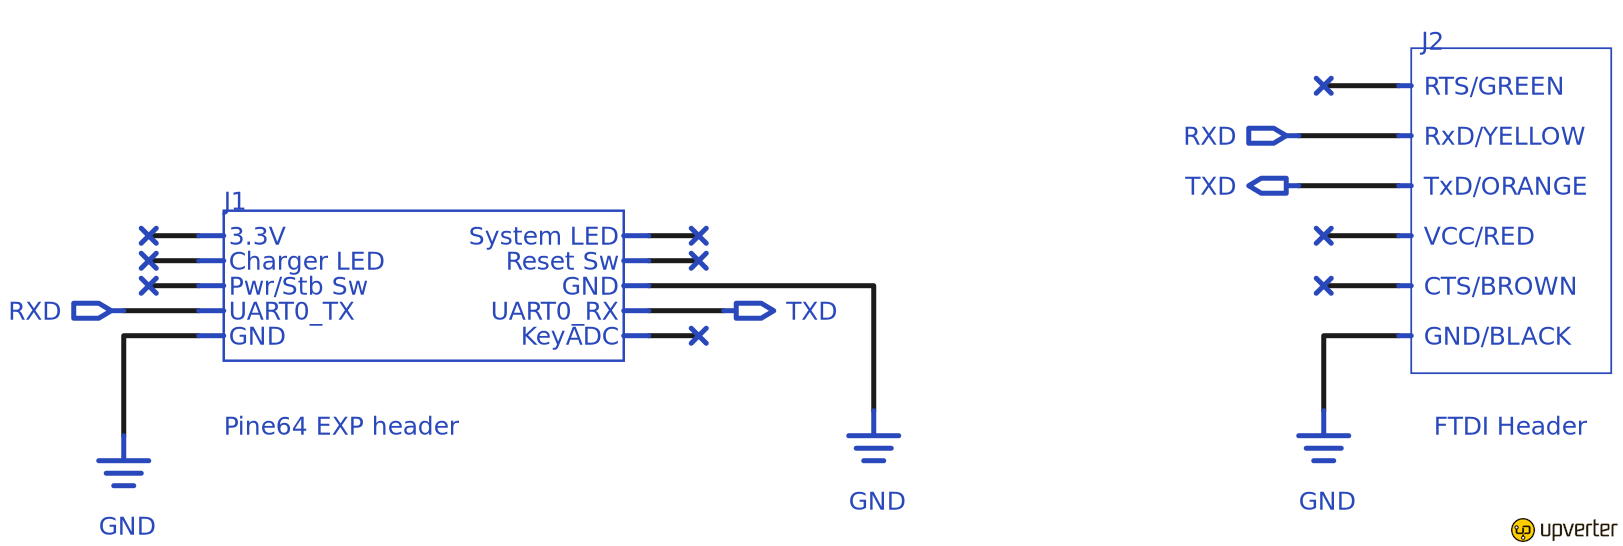 J1
3.3V
Charger LED
Pwr/Stb Sw
RXD UART0_TX
GND
System LED
Reset Sw
GND
UART0_RX TXD
KeyADC
Pine64 EXP header
GND
GND
J2
RTS/GREEN
RXD RxD/YELLOW
TXD TxD/ORANGE
VCC/RED
CTS/BROWN
GND/BLACK
FTDI Header
GND
upverter